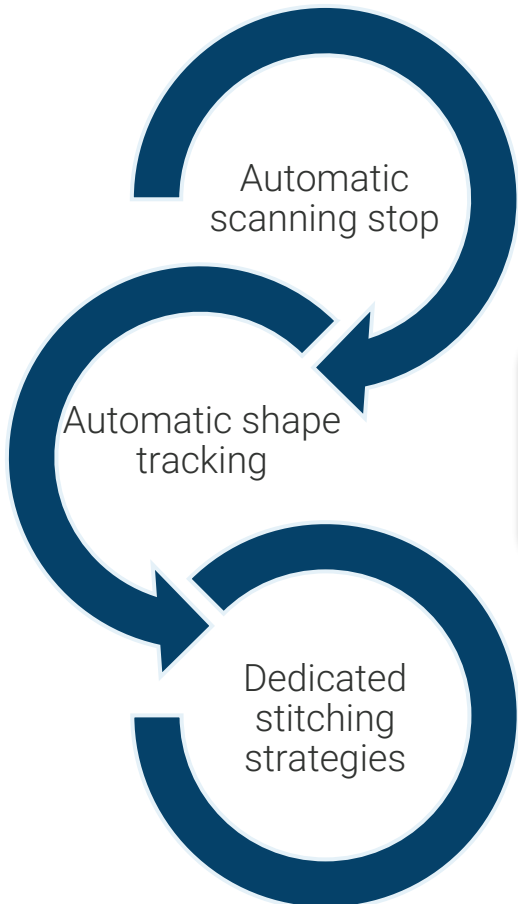 Automatic
scanning stop
Automatic shape
tracking
Dedicated
stitching
strategies